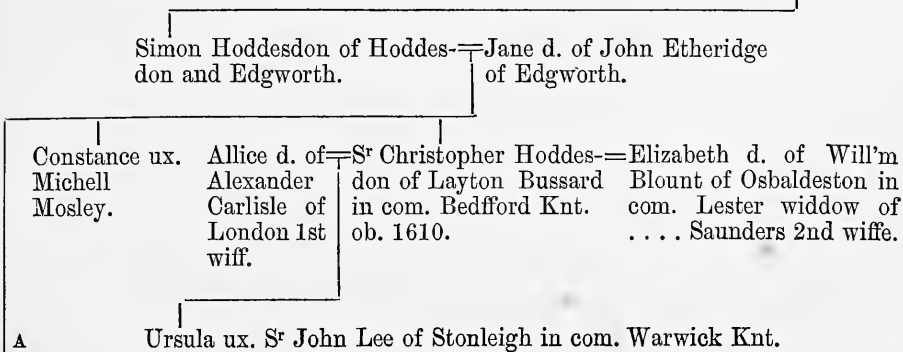 Simon Hoddesdon of Hoddes-=Jane d. of John Etheridge
don and Edgworth. of Edgworth.
Constance ux.
Michell
Mosley.
Allice d. of
Alexander
Carlisle of
London 1st
wiff.
=Sr Christopher Hoddes-
don of Layton Bussard
in com. Bedfford Knt.
ob. 1610.
=Elizabeth d. of Will'm
Blount of Osbaldeston in
com. Lester widdow of
. . . . Saunders 2nd wiffe.
A
Ursula ux. Sr John Lee of Stonleigh in com. Warwick Knt.